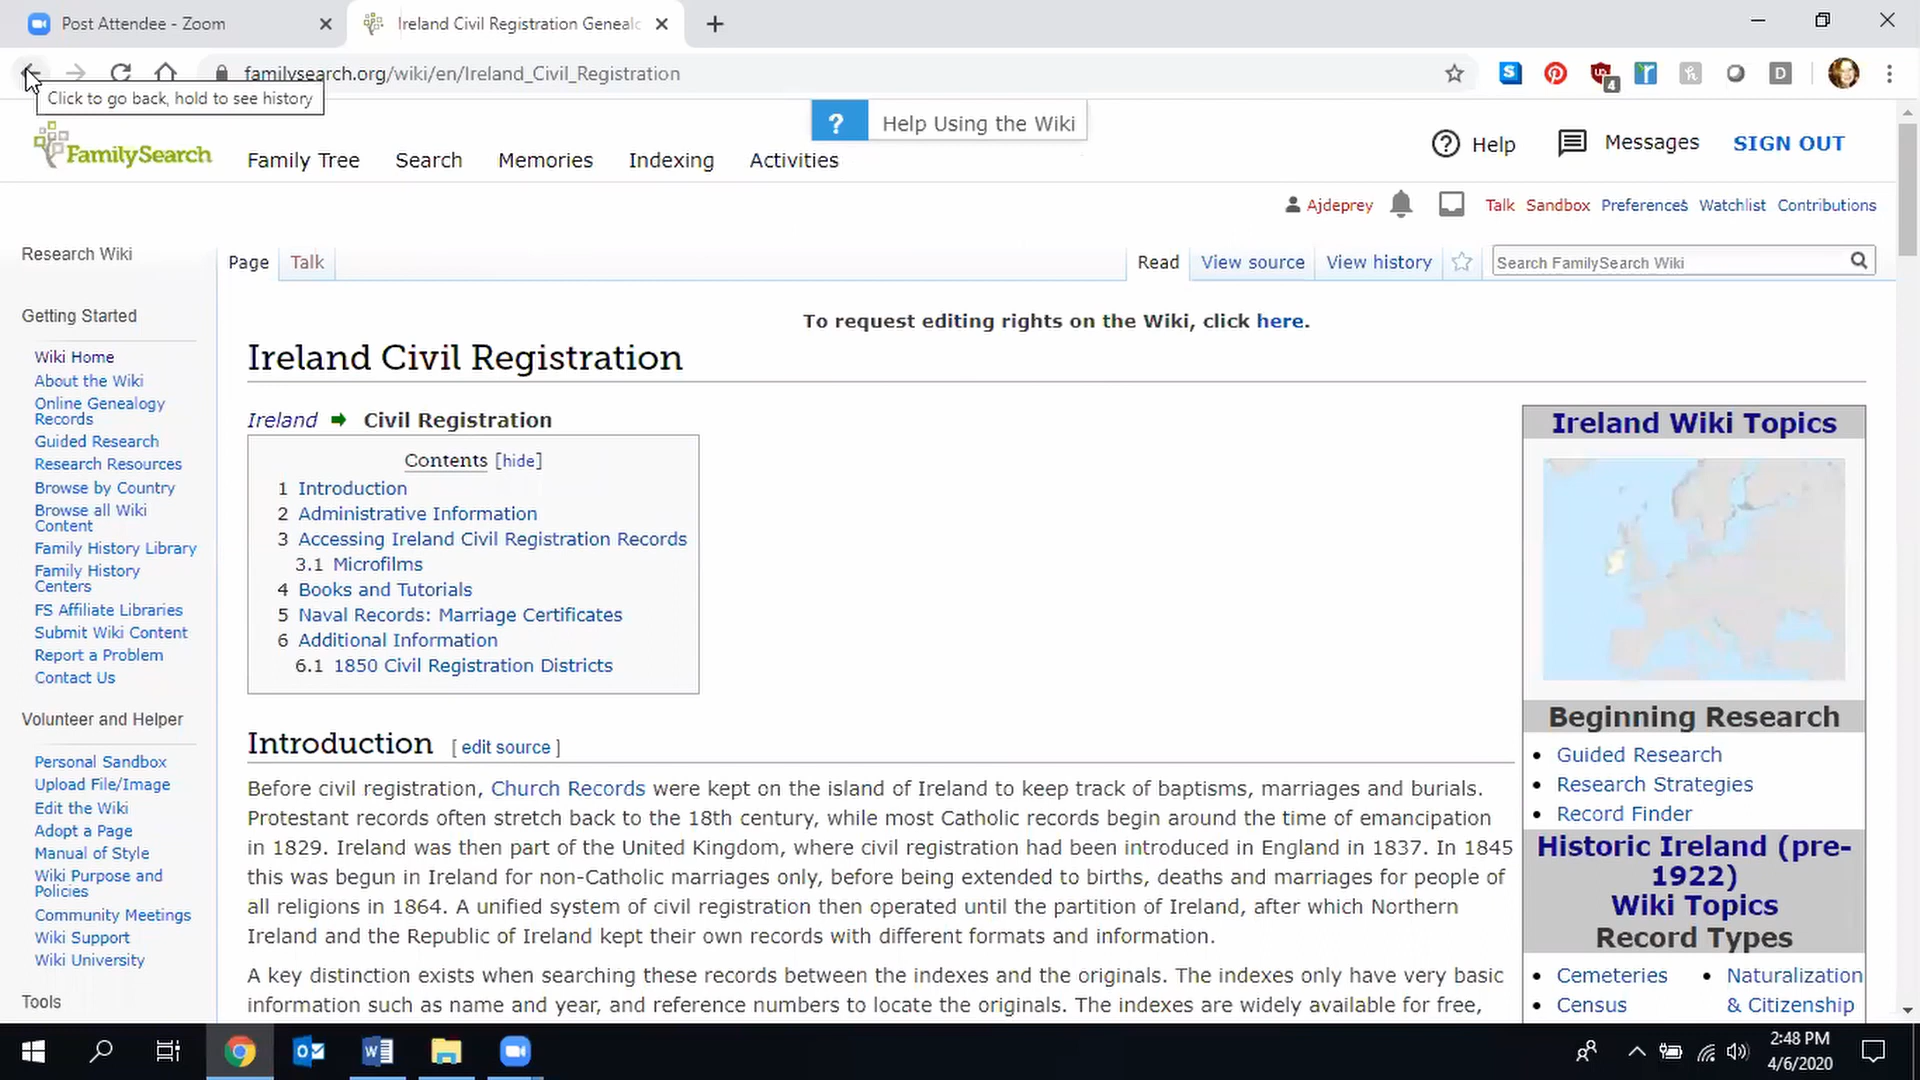 Post Attendee - Zoom
Ireland Civil Registration Genealo
familysearch.org/wiki/en/Ireland_Civil_Registration
4
Click to go back, hold to see history
? Help Using the Wiki
FamilySearch
Family Tree Search Memories Indexing Activities
Help Messages SIGN OUT
Ajdeprey Talk Sandbox Preferences Watchlist Contributions
Page Talk Read View source View history Search FamilySearch Wiki
Research Wiki
Getting Started
Wiki Home
About the Wiki
Online Genealogy
Records
Guided Research
Research Resources
Browse by Country
Browse all Wiki
Content
Family History Library
Family History
Centers
FS Affiliate Libraries
Submit Wiki Content
Report a Problem
Contact Us
Volunteer and Helper
Personal Sandbox
Upload File/Image
Edit the Wiki
Adopt a Page
Manual of Style
Wiki Purpose and
Policies
Community Meetings
Wiki Support
Wiki University
Tools
To request editing rights on the Wiki, click here.
Ireland Civil Registration
Ireland Civil Registration
Contents [hide]
1 Introduction
2 Administrative Information
3 Accessing Ireland Civil Registration Records
3.1 Microfilms
4 Books and Tutorials
5 Naval Records: Marriage Certificates
6 Additional Information
6.1 1850 Civil Registration Districts
Introduction [ edit source ]
Before civil registration, Church Records were kept on the island of Ireland to keep track of baptisms, marriages and burials.
Protestant records often stretch back to the 18th century, while most Catholic records begin around the time of emancipation
in 1829. Ireland was then part of the United Kingdom, where civil registration had been introduced in England in 1837. In 1845
this was begun in Ireland for non-Catholic marriages only, before being extended to births, deaths and marriages for people of
all religions in 1864. A unified system of civil registration then operated until the partition of Ireland, after which Northern
Ireland and the Republic of Ireland kept their own records with different formats and information.
A key distinction exists when searching these records between the indexes and the originals. The indexes only have very basic
information such as name and year, and reference numbers to locate the originals. The indexes are widely available for free,
Ireland Wiki Topics
Beginning Research
Guided Research
Research Strategies
Record Finder
Historic Ireland (pre-
1922)
Wiki Topics
Record Types
Cemeteries
Census
Naturalization
& Citizenship
2:48 PM
4/6/2020